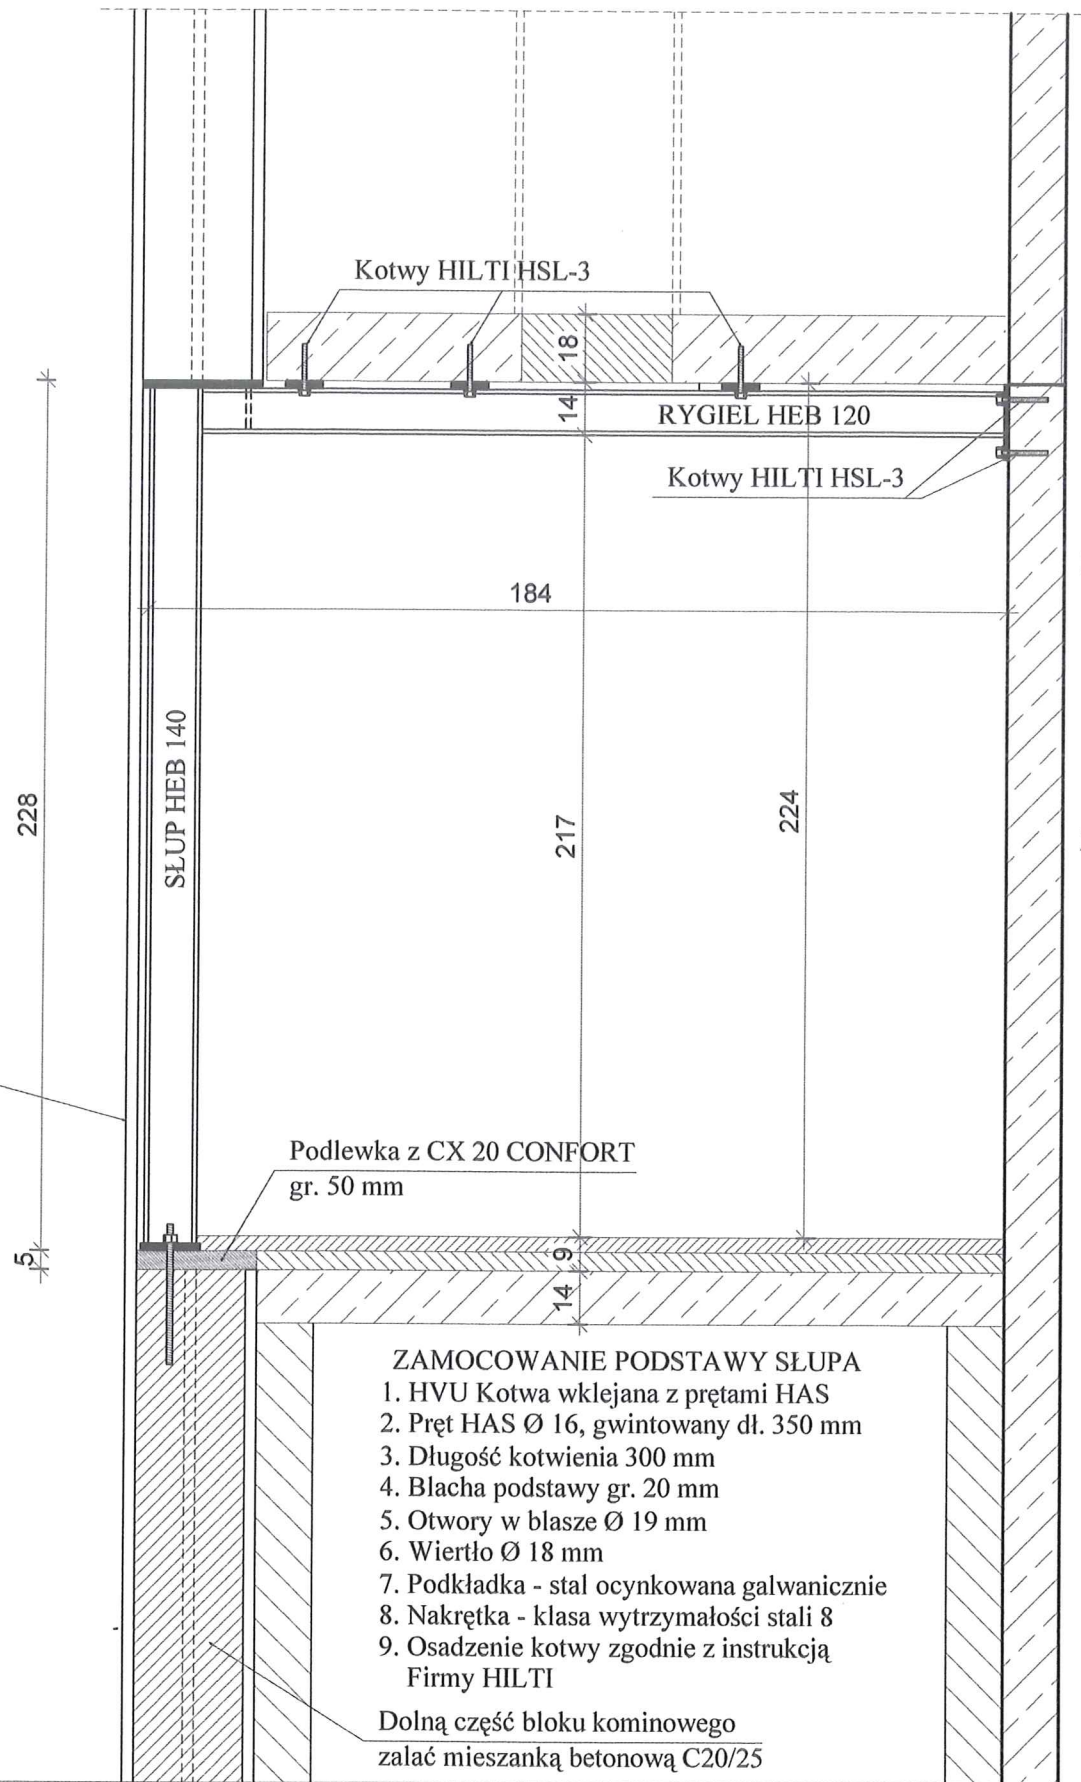 Kotwy HILTI HSL-3
18
14
RYGIEL HEB 120
Kotwy HILTI HSL-3
184
SŁUP HEB 140
228
217
224
Podlewka z CX 20 CONFORT
gr. 50 mm
5
9
14
ZAMOCOWANIE PODSTAWY SŁUPA
1. HVU Kotwa wklejana z prętami HAS
2. Pręt HAS Ø 16, gwintowany dł. 350 mm
3. Długość kotwienia 300 mm
4. Blacha podstawy gr. 20 mm
5. Otwory w blasze Ø 19 mm
6. Wiertło Ø 18 mm
7. Podkładka - stal ocynkowana galwanicznie
8. Nakrętka - klasa wytrzymałości stali 8
9. Osadzenie kotwy zgodnie z instrukcją
Firmy HILTI
Dolną część bloku kominowego
zalać mieszanką betonową C20/25